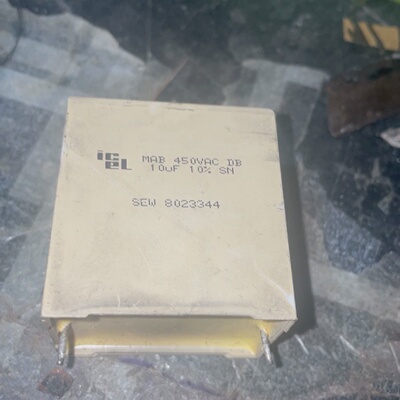 icel
MAB 450VAC DB
10uF 10% SN
SEW 8023344